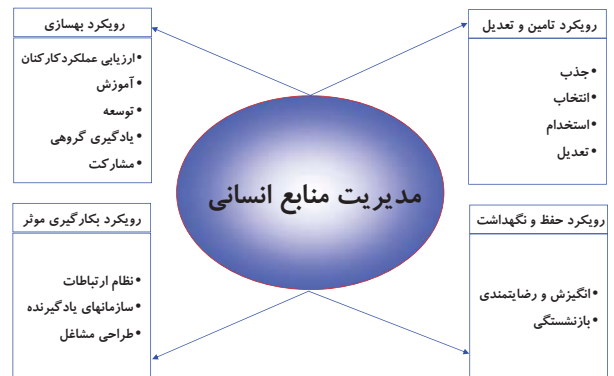 رویکرد تامین و تعدیل
•جذب
•انتخاب
•استخدام
•تعدیل
رویکرد بهسازی
•ارزیابی عملکردکارکنان
•آموزش
•توسعه
•یادگیری گروهی
•مشارکت
مدیریت منابع انسانی
رویکرد حفظ و نگهداشت
•انگیزش و رضایتمندی
•بازنشستگی
رویکرد بکارگیری موثر
•نظام ارتباطات
•سازمانهای یادگیرنده
•طراحی مشاغل